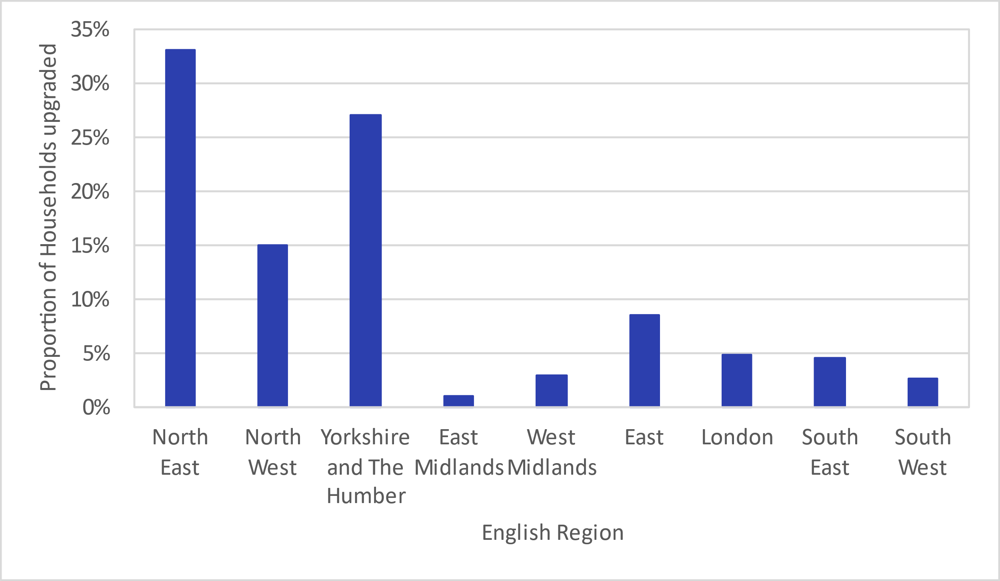 35%
30%
25%
20%
15%
10%
5%
0%
Proportion of Households upgraded
North East
North West
Yorkshire and The Humber
East Midlands
West Midlands
East
London
South East
South West
English Region